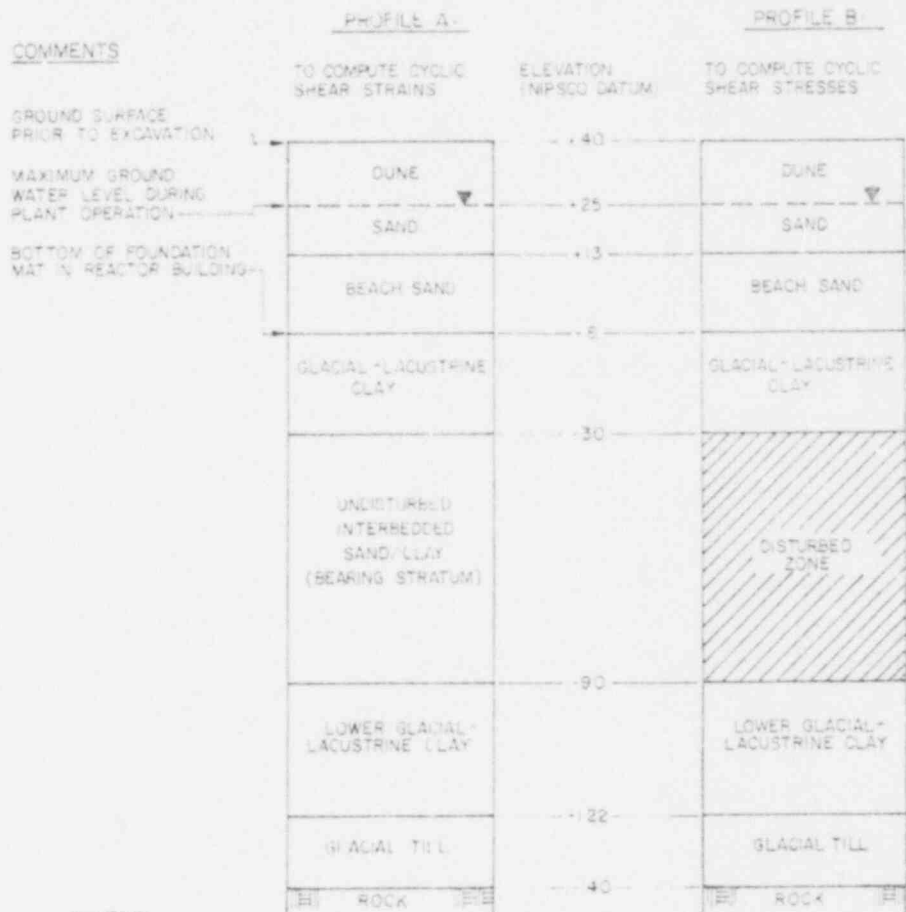 PROFILE A
PROFILE B
COMMENTS
TO COMPUTE CYCLIC
SHEAR STRAINS
ELEVATION
(NIPSCO DATUM)
TO COMPUTE CYCLIC
SHEAR STRESSES
GROUND SURFACE
PRIOR TO EXCAVATION
+40
MAXIMUM GROUND
WATER LEVEL DURING
PLANT OPERATION
DUNE
DUNE
+25
SAND
SAND
BOTTOM OF FOUNDATION
MAT IN REACTOR BUILDING
+13
BEACH SAND
BEACH SAND
6
GLACIAL-LACUSTRINE
CLAY
GLACIAL-LACUSTRINE
CLAY
-30
UNDISTURBED
INTERBEDDED
SAND/CLAY
(BEARING STRATUM)
DISTURBED
ZONE
-90
LOWER GLACIAL-
LACUSTRINE CLAY
LOWER GLACIAL-
LACUSTRINE CLAY
-122
GLACIAL TILL
GLACIAL TILL
40
ROCK
ROCK